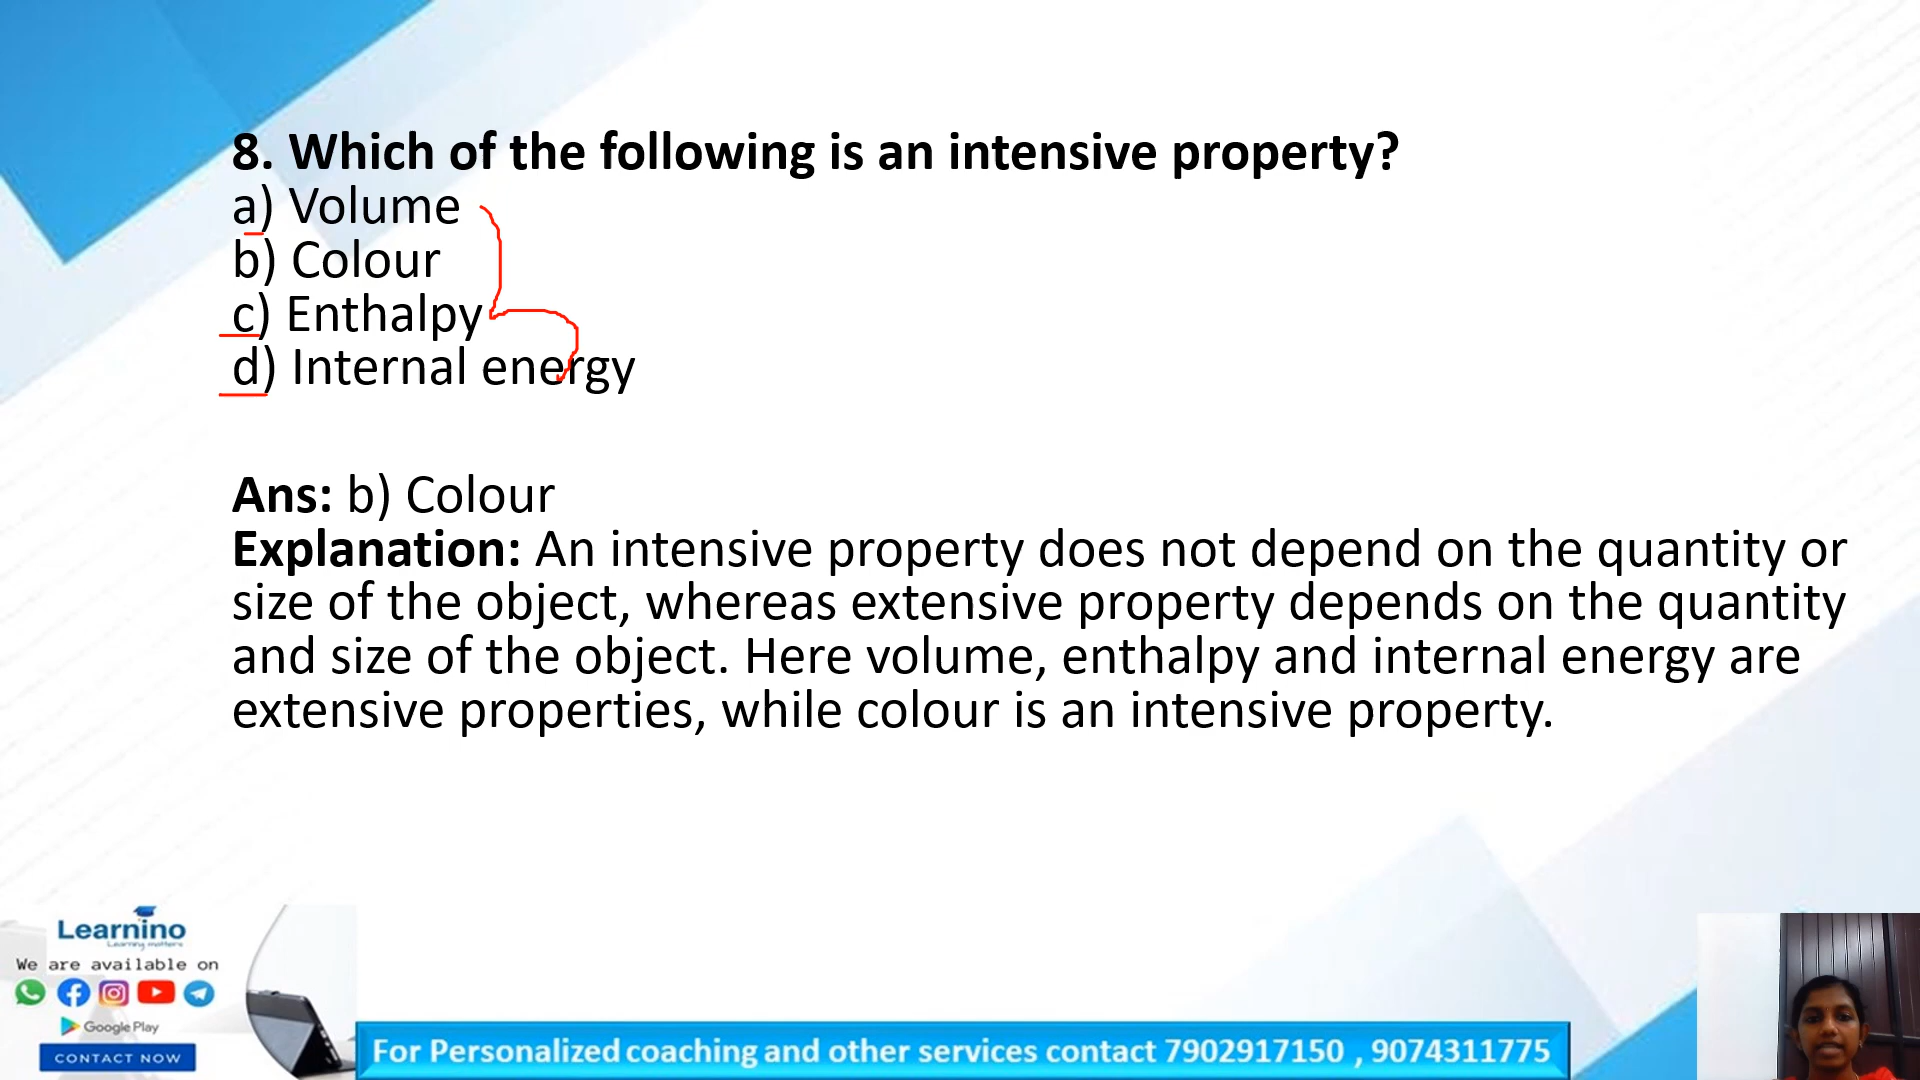 8. Which of the following is an intensive property?
a) Volume
b) Colour
c) Enthalpy
d) Internal energy
Ans: b) Colour
Explanation: An intensive property does not depend on the quantity or
size of the object, whereas extensive property depends on the quantity
and size of the object. Here volume, enthalpy and internal energy are
extensive properties, while colour is an intensive property.
Learnino
Learning matters
We are available on
Google Play
CONTACT NOW
For Personalized coaching and other services contact 7902917150 , 9074311775